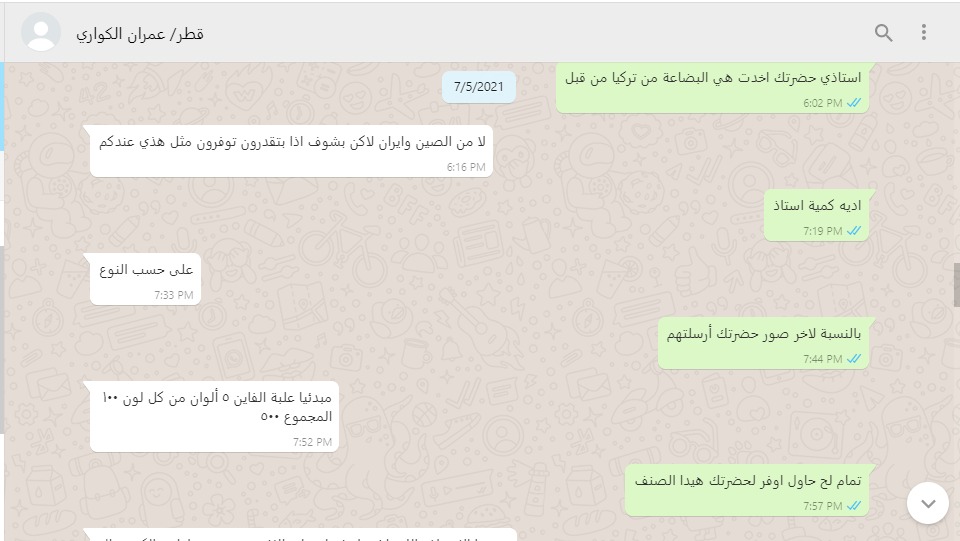 قطر/ عمران الكواري
استاذي حضرتك اخدت هي البضاعة من تركيا من قبل
6:02 PM
7/5/2021
لا من الصين وايران لاكن بشوف اذا بتقدرون توفرون مثل هذي عندكم
6:16 PM
اديه كمية استاذ
7:19 PM
على حسب النوع
7:33 PM
بالنسبة لاخر صور حضرتك أرسلتهم
7:44 PM
مبدئيا علبة الفاين ٥ ألوان من كل لون ١٠٠
المجموع ٥٠٠
7:52 PM
تمام لح حاول اوفر لحضرتك هيدا الصنف
7:57 PM